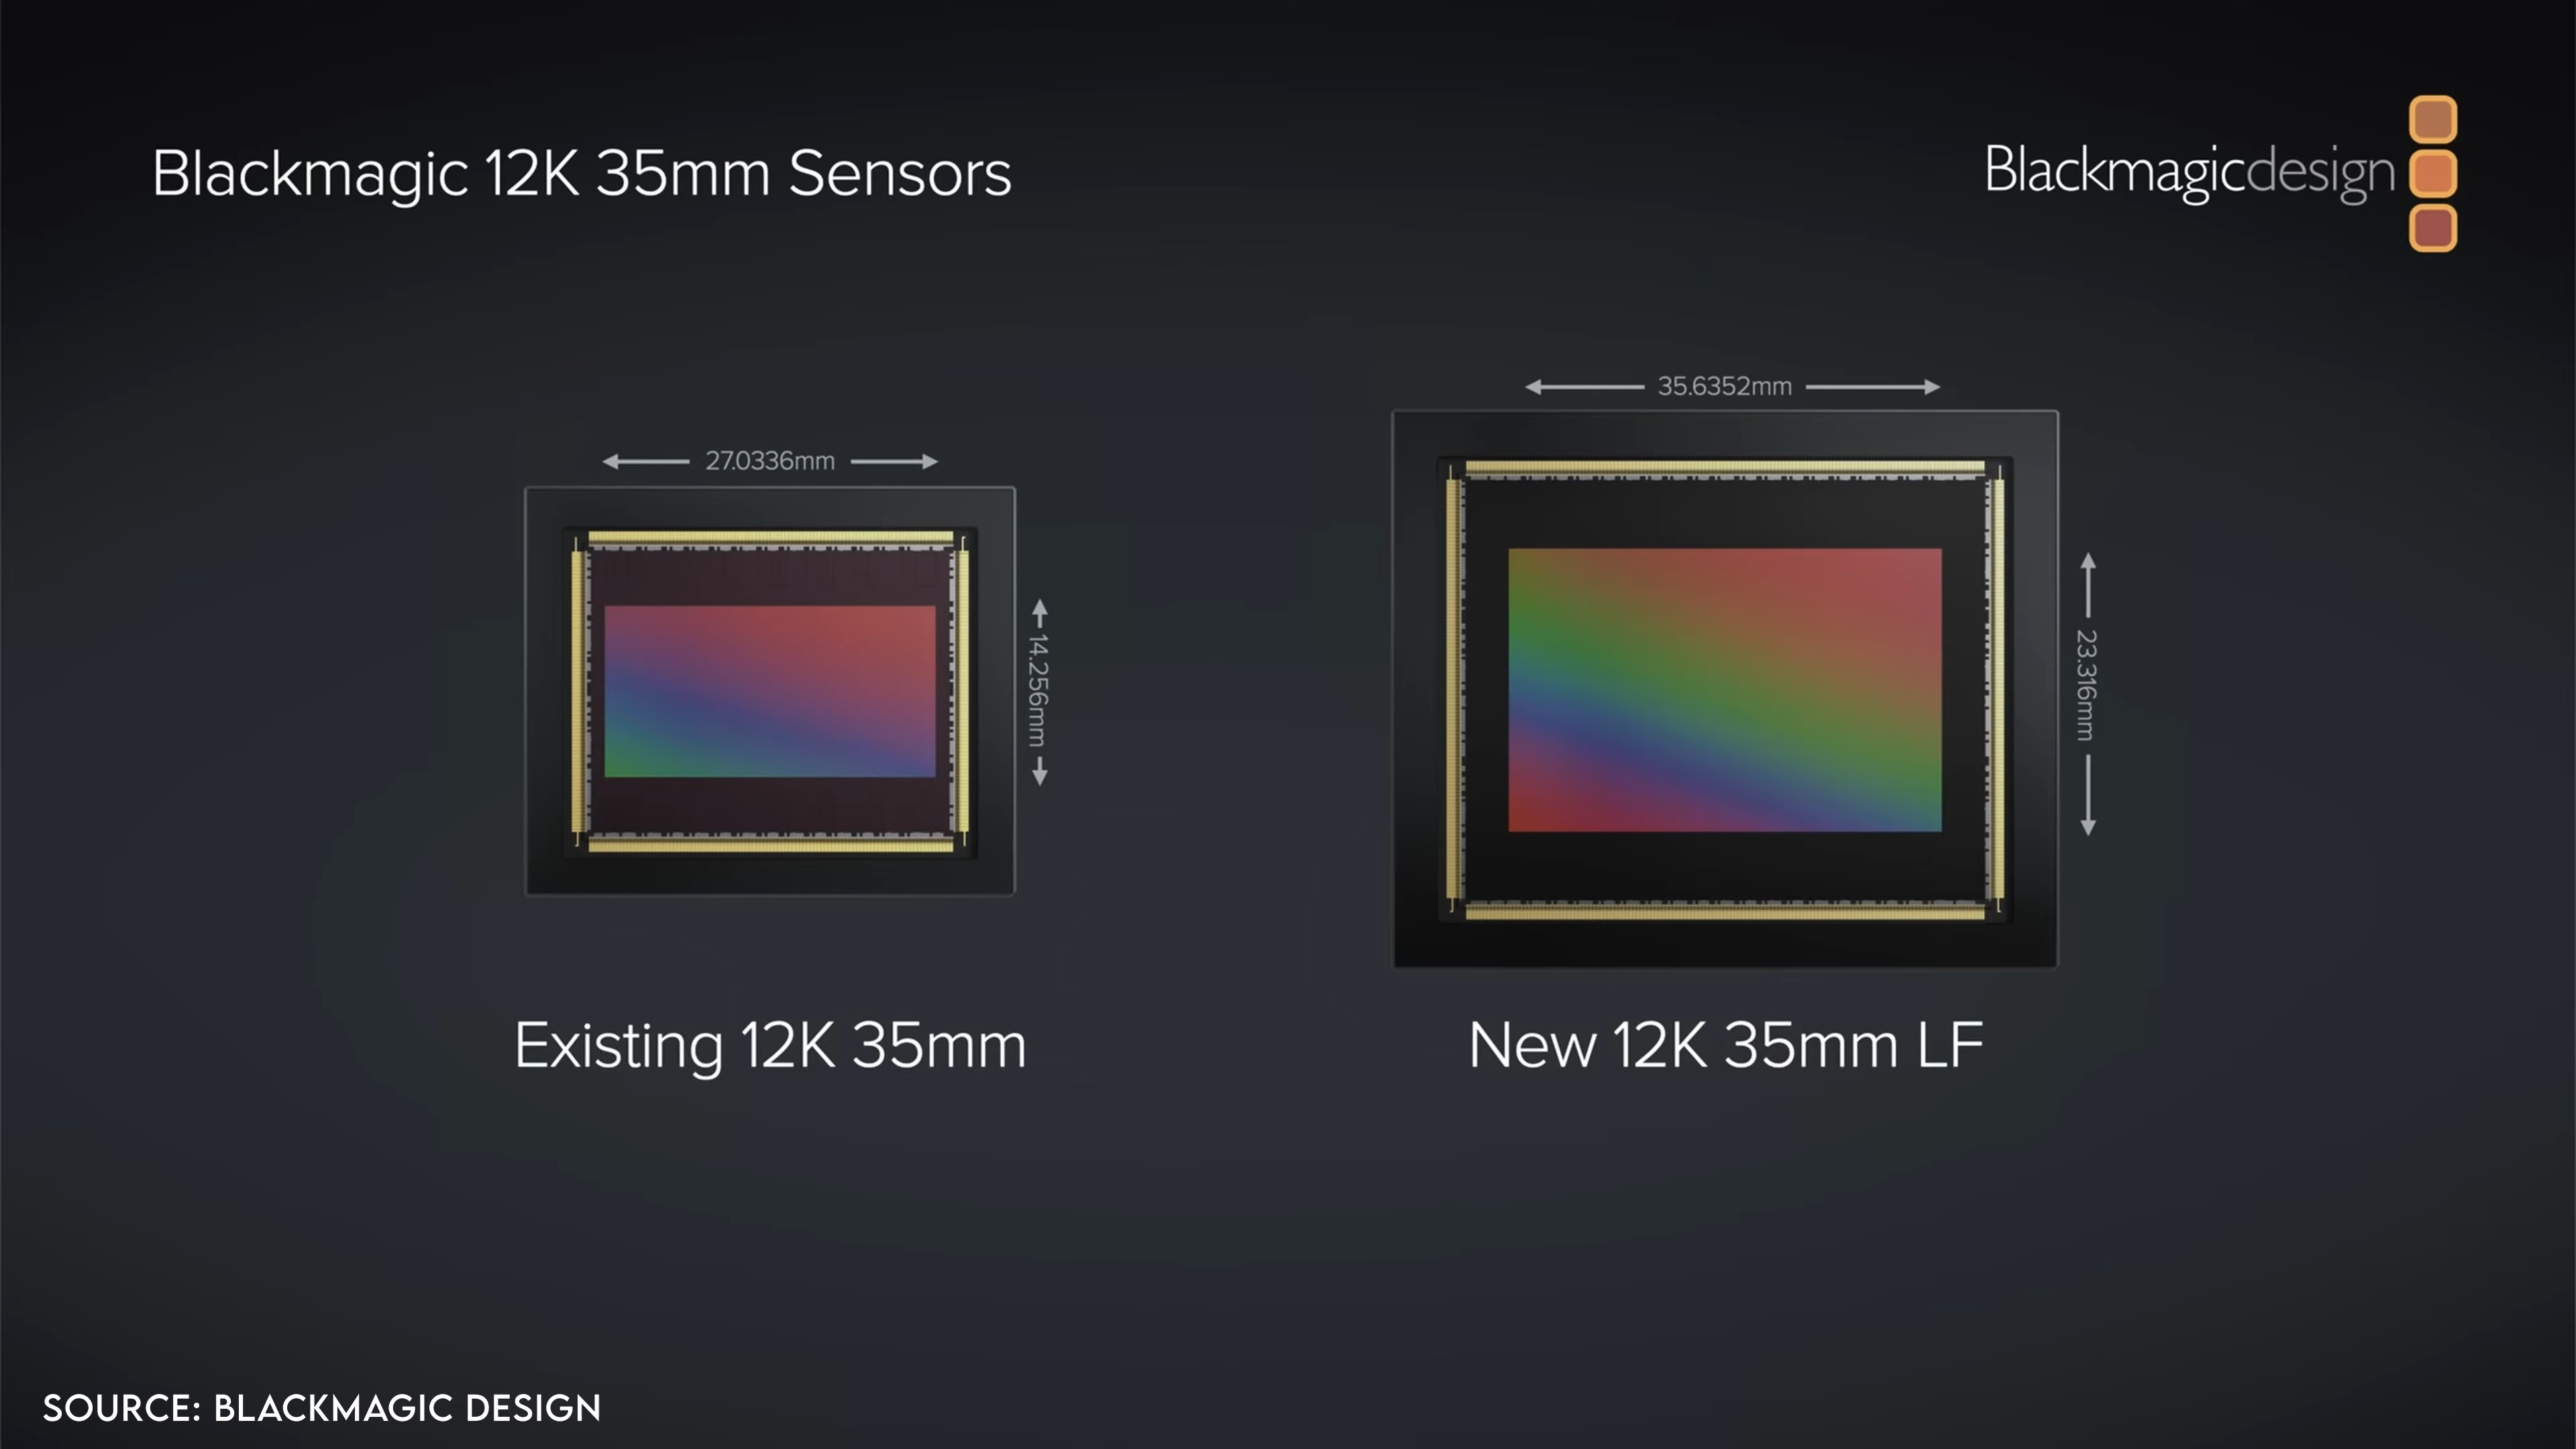 Blackmagic 12K 35mm Sensors
Blackmagicdesign
27.0336mm
14.256mm
Existing 12K 35mm
35.6352mm
23.316mm
New 12K 35mm LF
SOURCE: BLACKMAGIC DESIGN